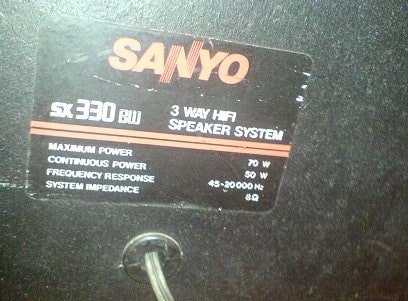 SANYO
SX 330 BW
3 WAY HIFI
SPEAKER SYSTEM
MAXIMUM POWER 70 W
CONTINUOUS POWER 50 W
FREQUENCY RESPONSE 45-20000 Hz
SYSTEM IMPEDANCE 8Ω